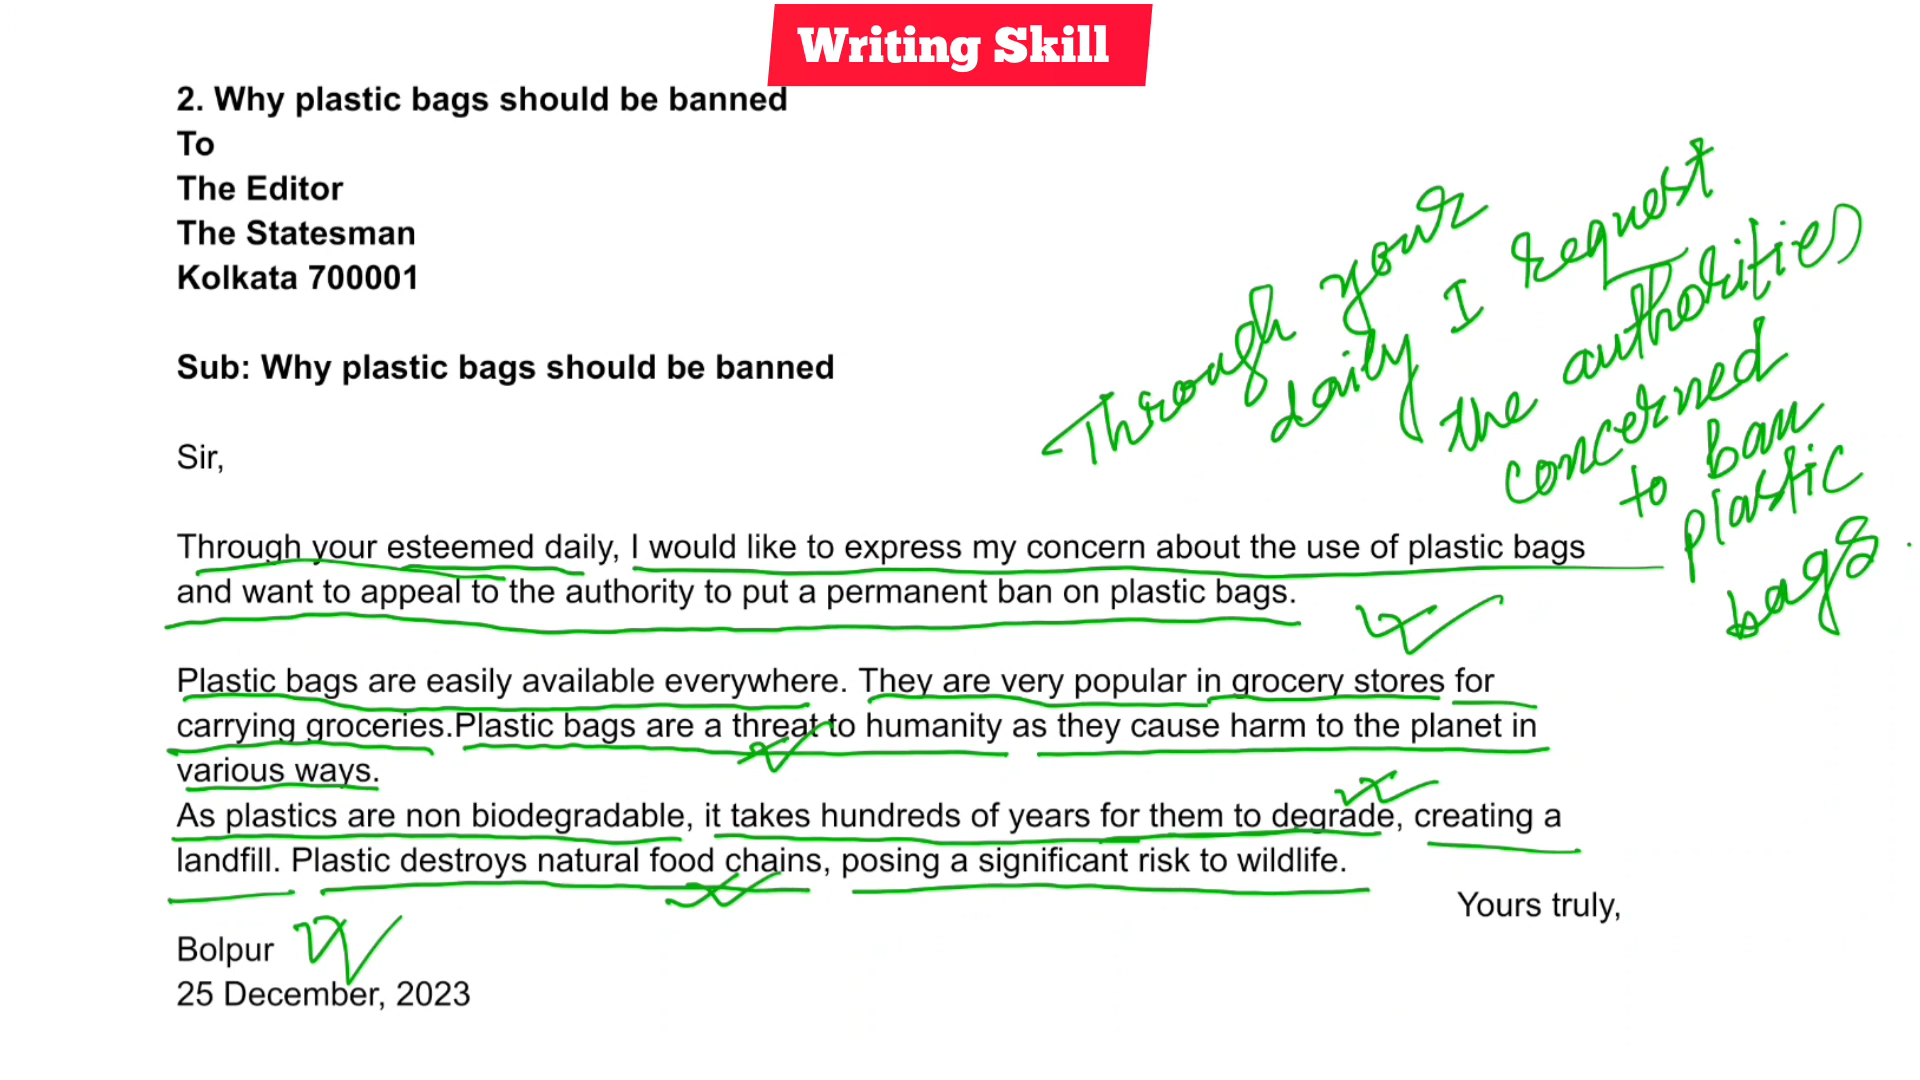 Writing Skill
2. Why plastic bags should be banned
To
The Editor
The Statesman
Kolkata 700001
Sub: Why plastic bags should be banned
Sir,
Through your esteemed daily, I would like to express my concern about the use of plastic bags
and want to appeal to the authority to put a permanent ban on plastic bags.
Plastic bags are easily available everywhere. They are very popular in grocery stores for
carrying groceries.Plastic bags are a threat to humanity as they cause harm to the planet in
various ways.
As plastics are non biodegradable, it takes hundreds of years for them to degrade, creating a
landfill. Plastic destroys natural food chains, posing a significant risk to wildlife.
Yours truly,
Bolpur
25 December, 2023
Through your
daily I request
the authorities
concerned
to ban
plastic
bags.